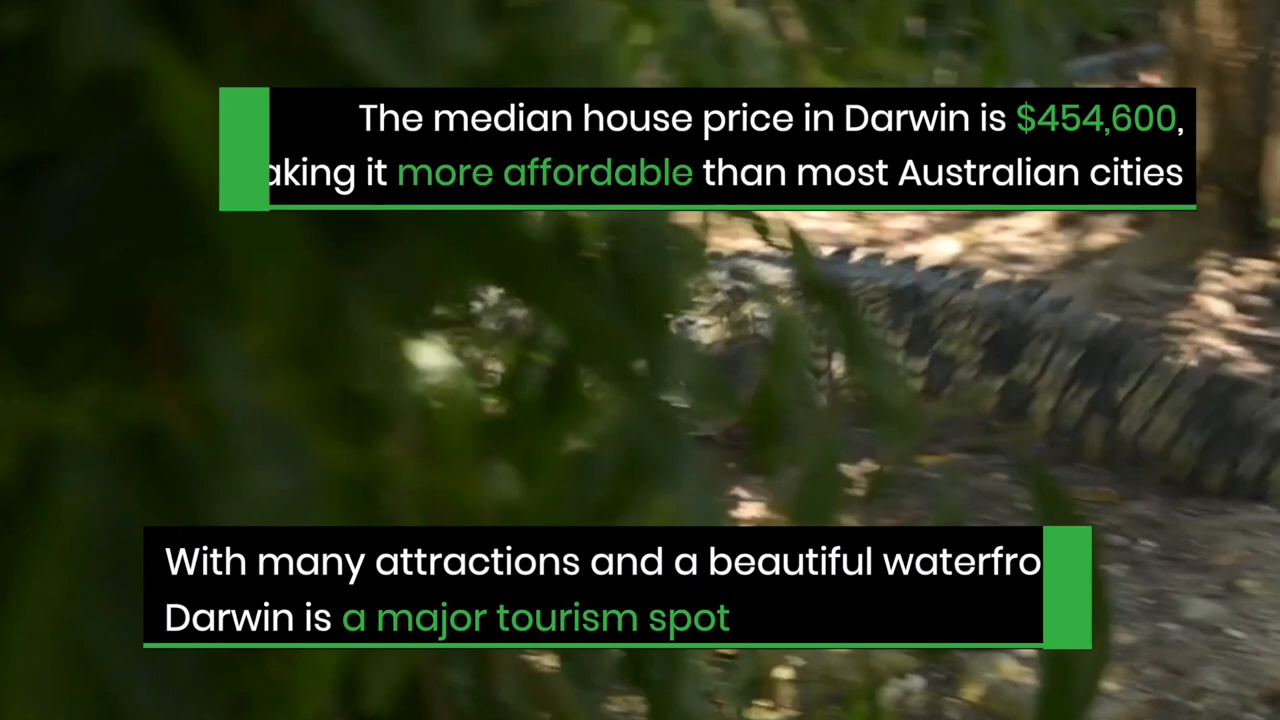 The median house price in Darwin is $454,600,
aking it more affordable than most Australian cities
With many attractions and a beautiful waterfro
Darwin is a major tourism spot